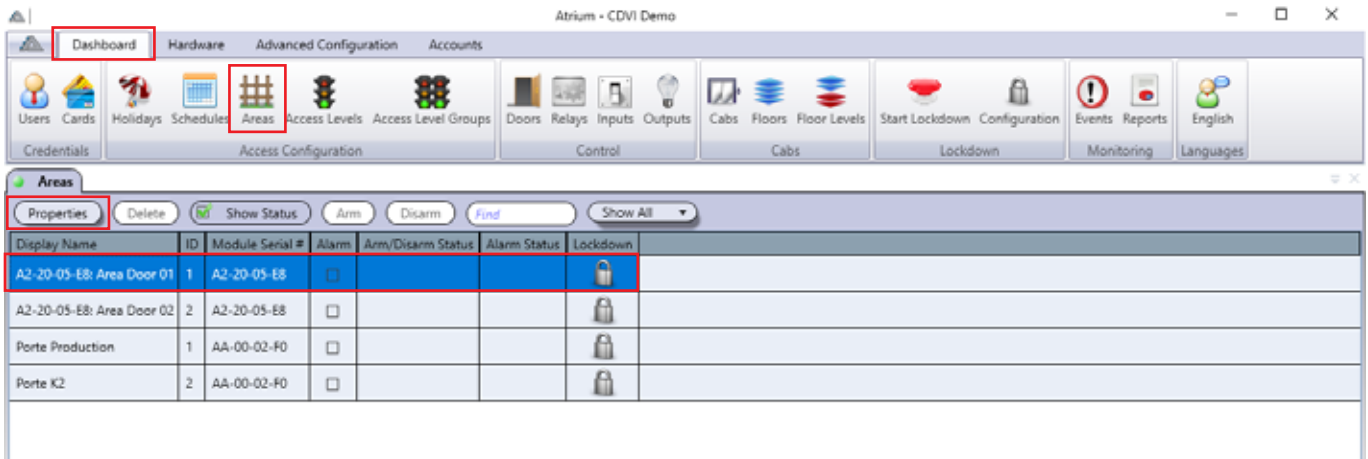 Atrium - CDVI Demo
Dashboard Hardware Advanced Configuration Accounts
Users Cards Holidays Schedules Areas Access Levels Access Level Groups Doors Relays Inputs Outputs Cabs Floors Floor Levels Start Lockdown Configuration Events Reports English
Credentials Access Configuration Control Cabs Lockdown Monitoring Languages
Areas
Properties Delete Show Status Arm Disarm Find Show All
Display Name ID Module Serial # Alarm Arm/Disarm Status Alarm Status Lockdown
A2-20-05-E8: Area Door 01 1 A2-20-05-E8
A2-20-05-E8: Area Door 02 2 A2-20-05-E8
Porte Production 1 AA-00-02-F0
Porte K2 2 AA-00-02-F0